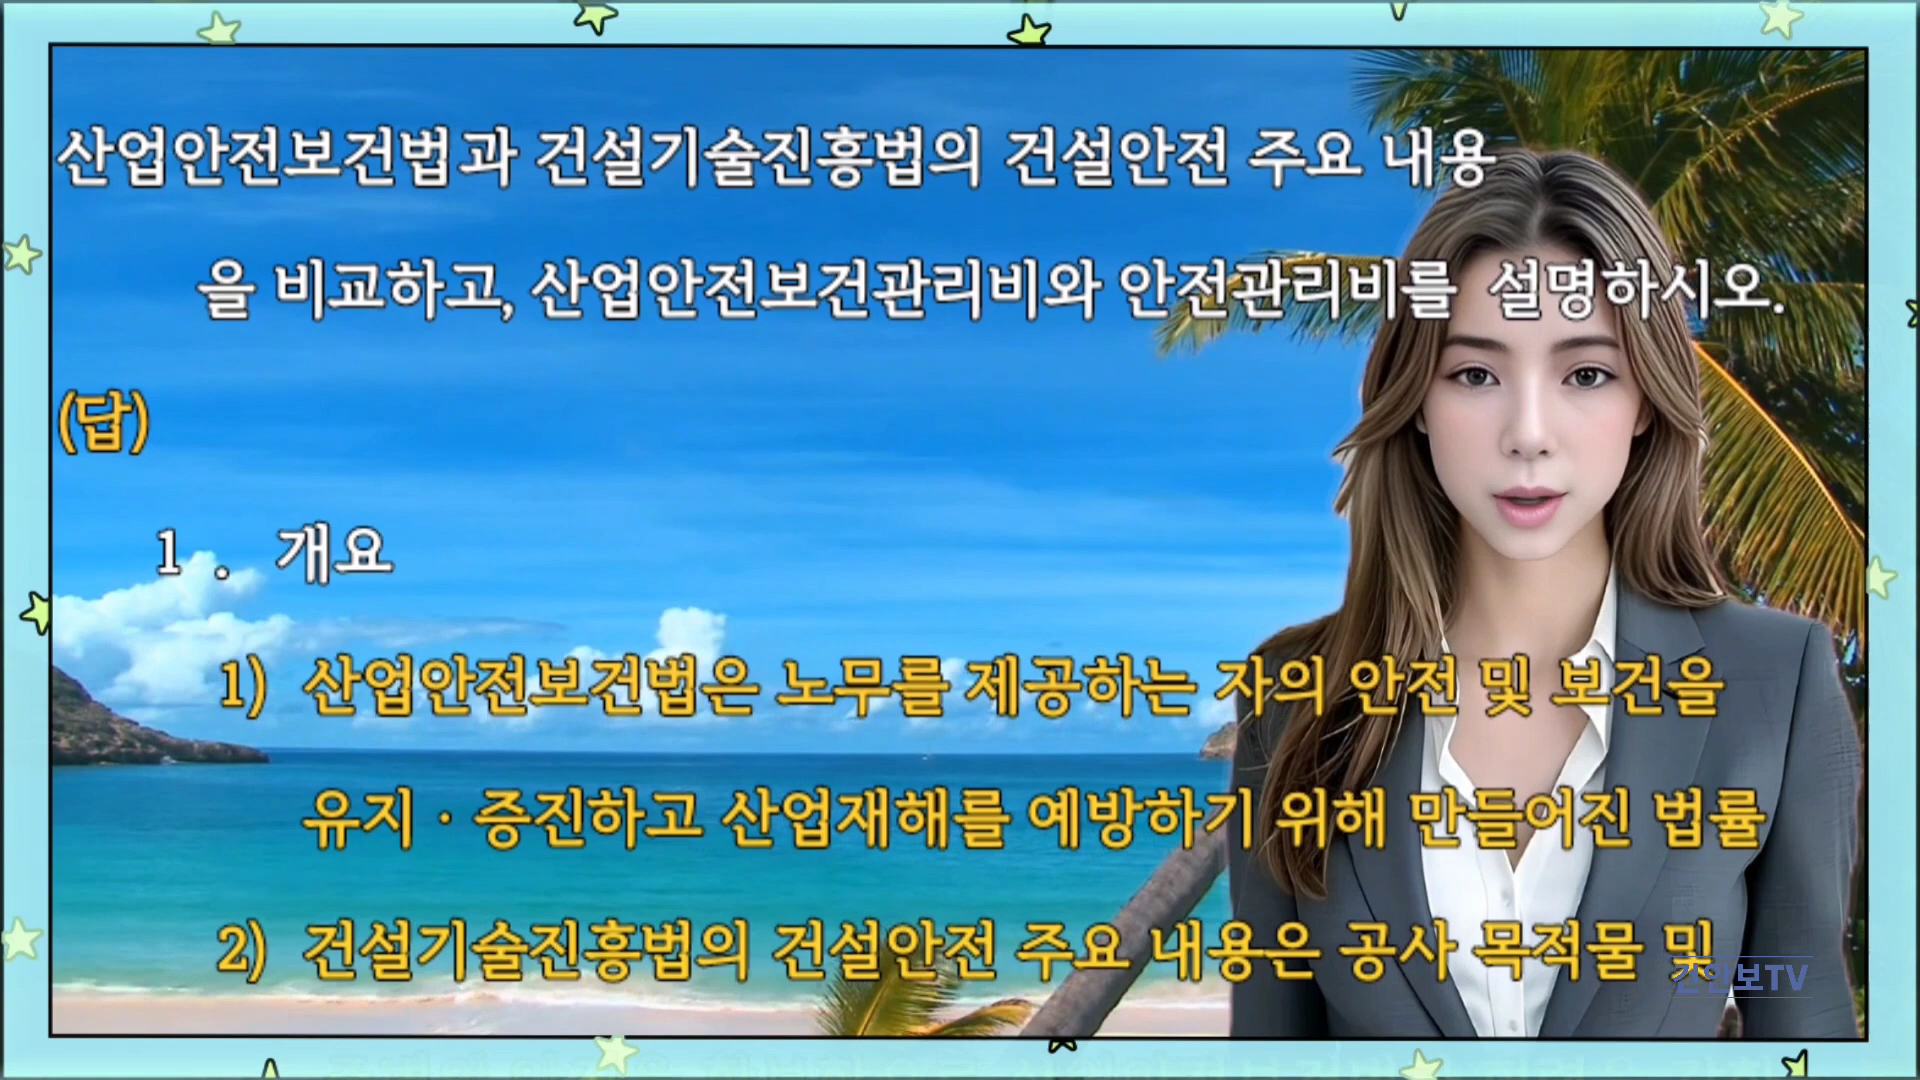 산업안전보건법과 건설기술진흥법의 건설안전 주요 내용
을 비교하고, 산업안전보건관리비와 안전관리비를 설명하시오.
(답)
1. 개요
1) 산업안전보건법은 노무를 제공하는 자의 안전 및 보건을
유지·증진하고 산업재해를 예방하기 위해 만들어진 법률
2) 건설기술진흥법의 건설안전 주요 내용은 공사 목적물 및
건안보TV